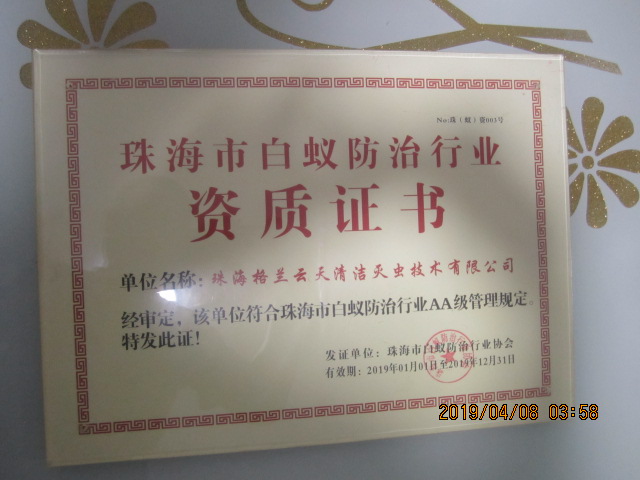 No:珠（蚁）资003号
珠海市白蚁防治行业
资质证书
单位名称：珠海格兰云天清洁灭虫技术有限公司
经审定，该单位符合珠海市白蚁防治行业AA级管理规定。
特发此证！
发证单位：珠海市白蚁防治行业协会
有效期：2019年01月01日至2019年12月31日
2019/04/08 03:58